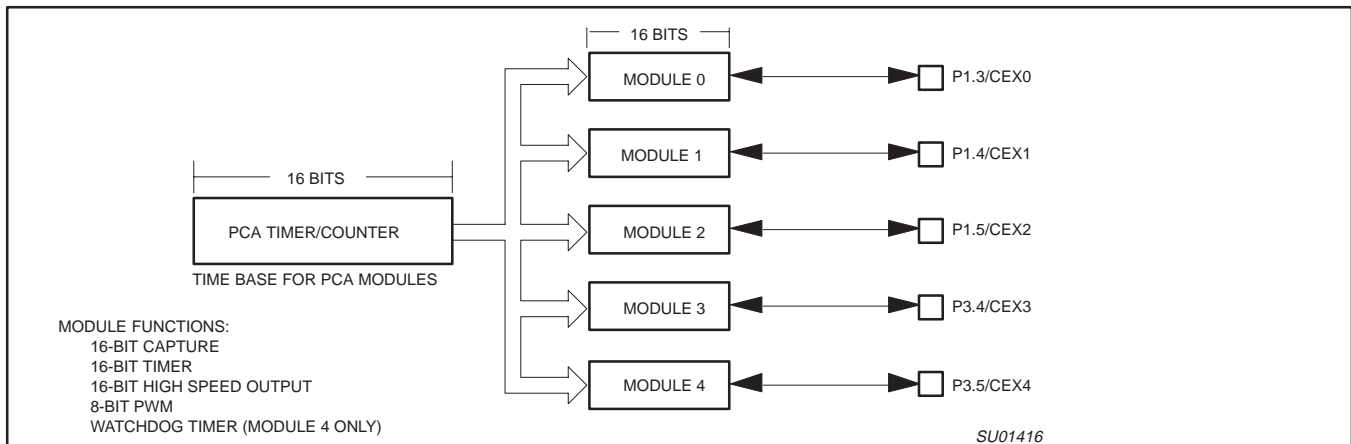 16 BITS
MODULE 0
P1.3/CEX0
MODULE 1
P1.4/CEX1
16 BITS
PCA TIMER/COUNTER
MODULE 2
P1.5/CEX2
TIME BASE FOR PCA MODULES
MODULE 3
P3.4/CEX3
MODULE FUNCTIONS:
16-BIT CAPTURE
16-BIT TIMER
16-BIT HIGH SPEED OUTPUT
8-BIT PWM
WATCHDOG TIMER (MODULE 4 ONLY)
MODULE 4
P3.5/CEX4
SU01416